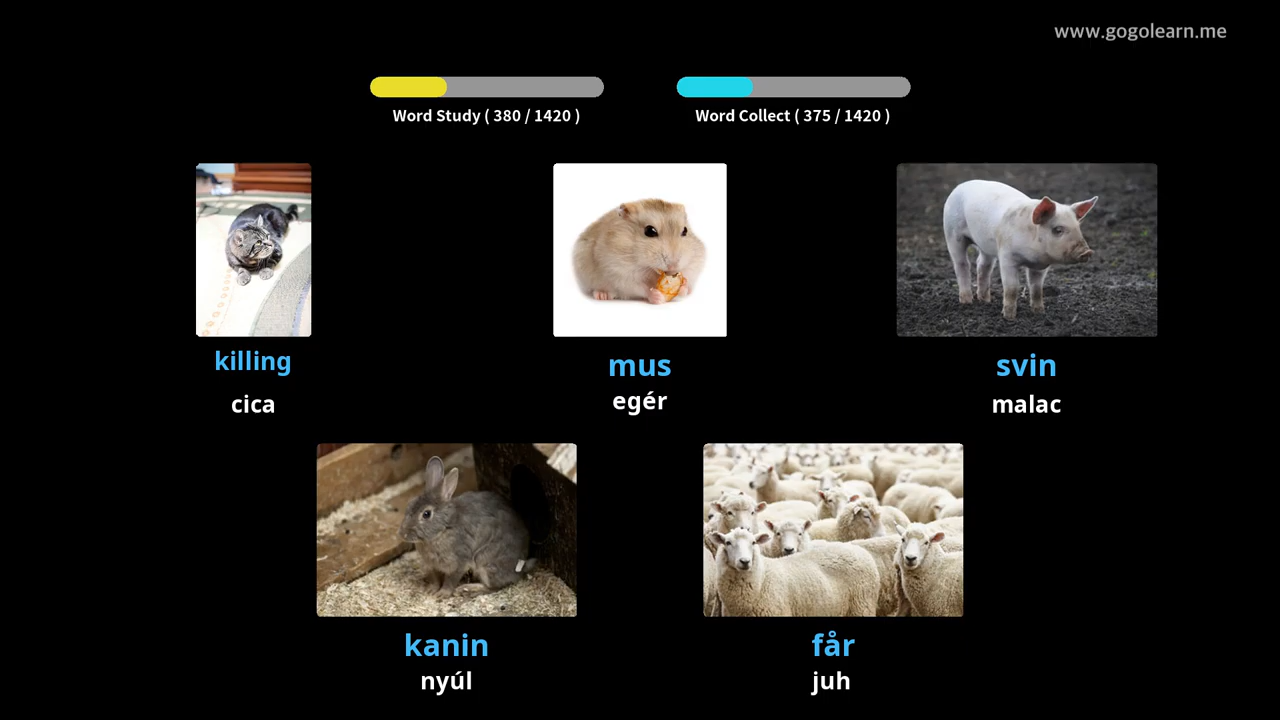 www.gogolearn.me
Word Study ( 380 / 1420 )
Word Collect ( 375 / 1420 )
killing
cica
mus
egér
svin
malac
kanin
nyúl
får
juh